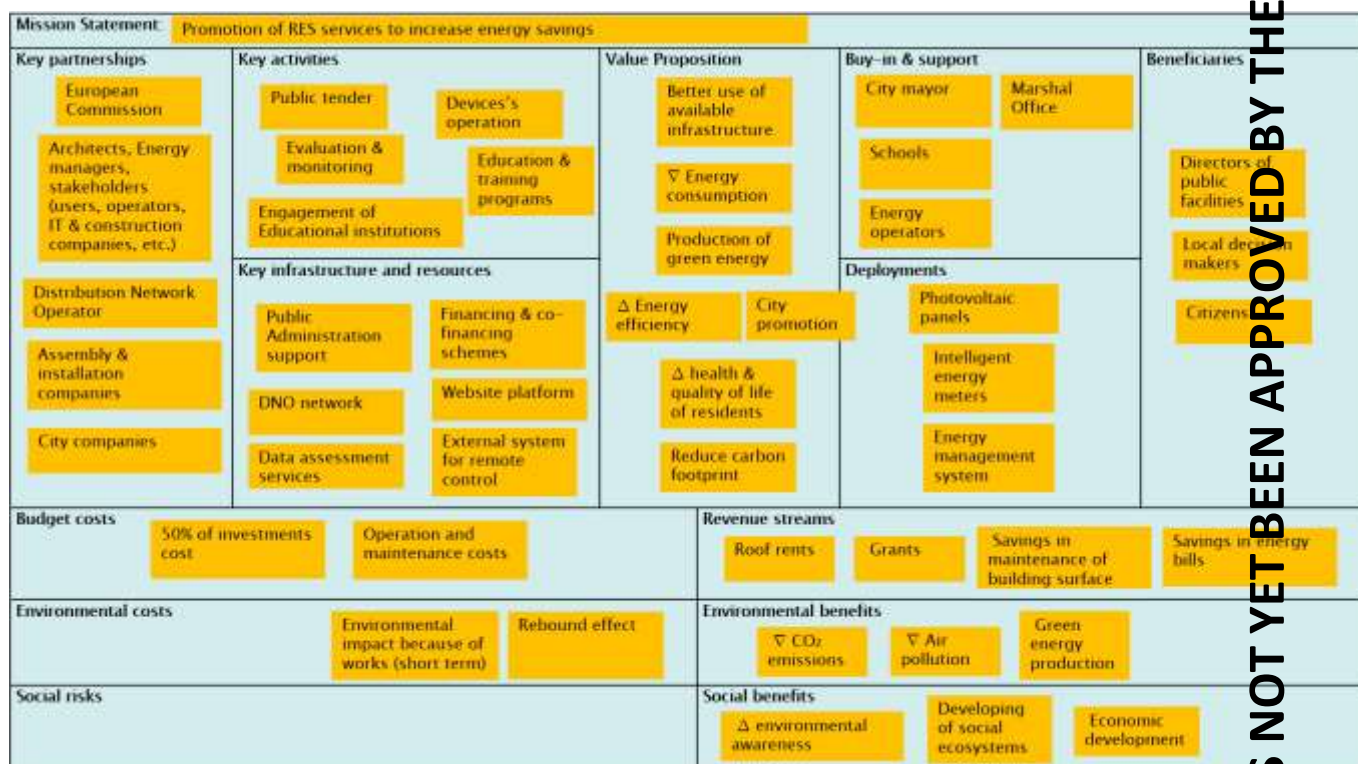 Mission Statement
Promotion of RES services to increase energy savings
Key partnerships
European
Commission
Architects, Energy
managers,
stakeholders
(users, operators,
IT & construction
companies, etc.)
Distribution Network
Operator
Assembly &
installation
companies
City companies
Key activities
Public tender
Devices's
operation
Evaluation &
monitoring
Education &
training
programs
Engagement of
Educational institutions
Key infrastructure and resources
Public
Administration
support
Financing & co-
financing
schemes
DNO network
Website platform
Data assessment
services
External system
for remote
control
Value Proposition
Better use of
available
infrastructure
∇ Energy
consumption
Production of
green energy
Δ Energy
efficiency
City
promotion
Δ health &
quality of life
of residents
Reduce carbon
footprint
Buy-in & support
City mayor
Marshal
Office
Schools
Energy
operators
Deployments
Photovoltaic
panels
Intelligent
energy
meters
Energy
management
system
Beneficiaries
Directors of
public
facilities
Local decision
makers
Citizens
Budget costs
50% of investments
cost
Operation and
maintenance costs
Revenue streams
Roof rents
Grants
Savings in
maintenance of
building surface
Savings in energy
bills
Environmental costs
Environmental
impact because of
works (short term)
Rebound effect
Environmental benefits
∇ CO₂
emissions
∇ Air
pollution
Green
energy
production
Social risks
Social benefits
Δ environmental
awareness
Developing
of social
ecosystems
Economic
development
NOT YET BEEN APPROVED BY THE